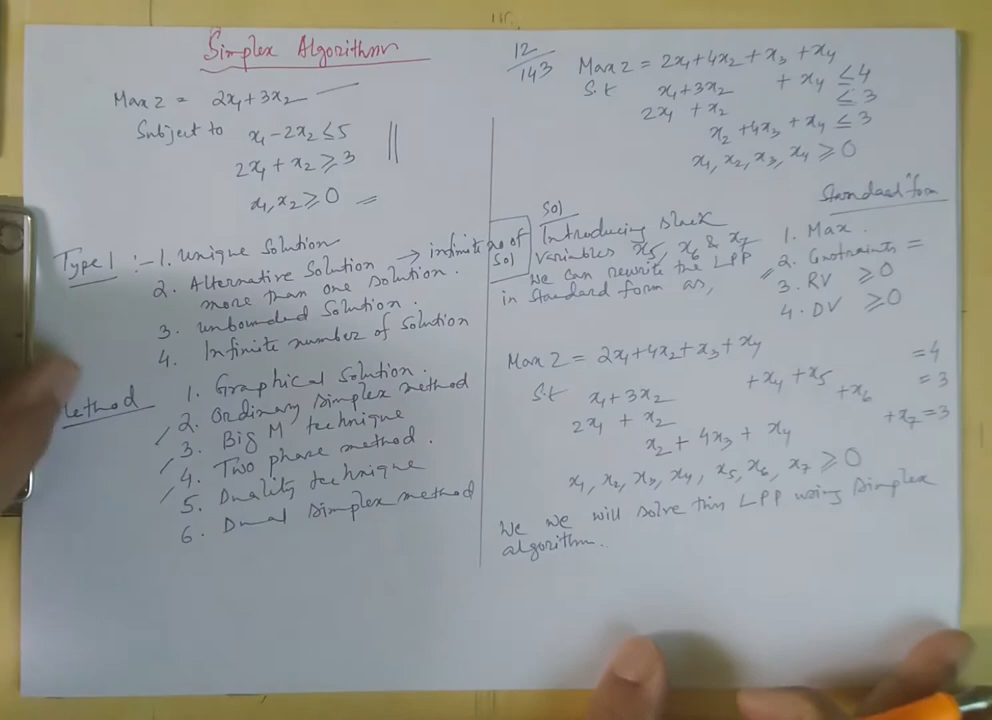 Simplex Algorithm
Max Z = 2x₁+3x₂
Subject to x₁-2x₂≤5
2x₁+x₂≥3
x₁,x₂≥0
Type 1 :-1. Unique Solution
2. Alternative Solution → infinite no of Sol
more than one solution.
3. unbounded Solution.
4. Infinite number of Solution
ethod 1. Graphical Solution.
2. Ordinary Simplex method
3. Big M technique
4. Two phase method.
5. Duality technique
6. Dual Simplex method
12/143
Max Z = 2x₁+4x₂+x₃+x₄
S.t x₁+3x₂ +x₄ ≤4
2x₁+x₂ ≤3
x₂+4x₃+x₄ ≤3
x₁,x₂,x₃,x₄ ≥0
Sol
Introducing slack
variables x₅, x₆ & x₇
We can rewrite the LPP
in standard form as,
Standard form
1. Max.
2. Constraints =
3. RV ≥0
4. DV ≥0
Max Z = 2x₁+4x₂+x₃+x₄
S.t x₁+3x₂ +x₄+x₅ =4
2x₁+x₂ +x₆ =3
x₂+4x₃+x₄ +x₇=3
x₁,x₂,x₃,x₄,x₅,x₆,x₇ ≥0
We we will solve this LPP using Simplex
algorithm.